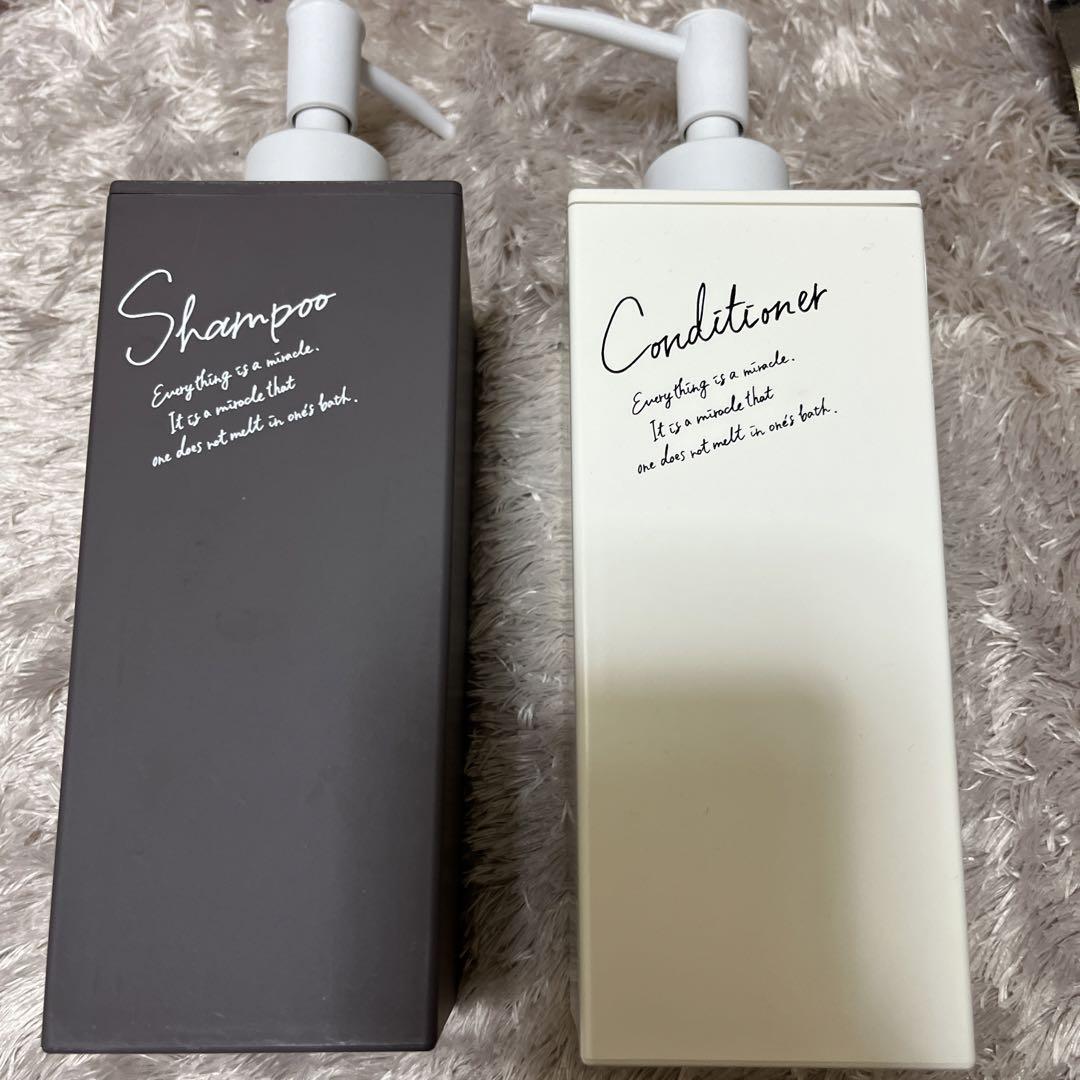 Shampoo
Everything is a miracle.
It is a miracle that
one does not melt in one's bath.
Conditioner
Everything is a miracle.
It is a miracle that
one does not melt in one's bath.